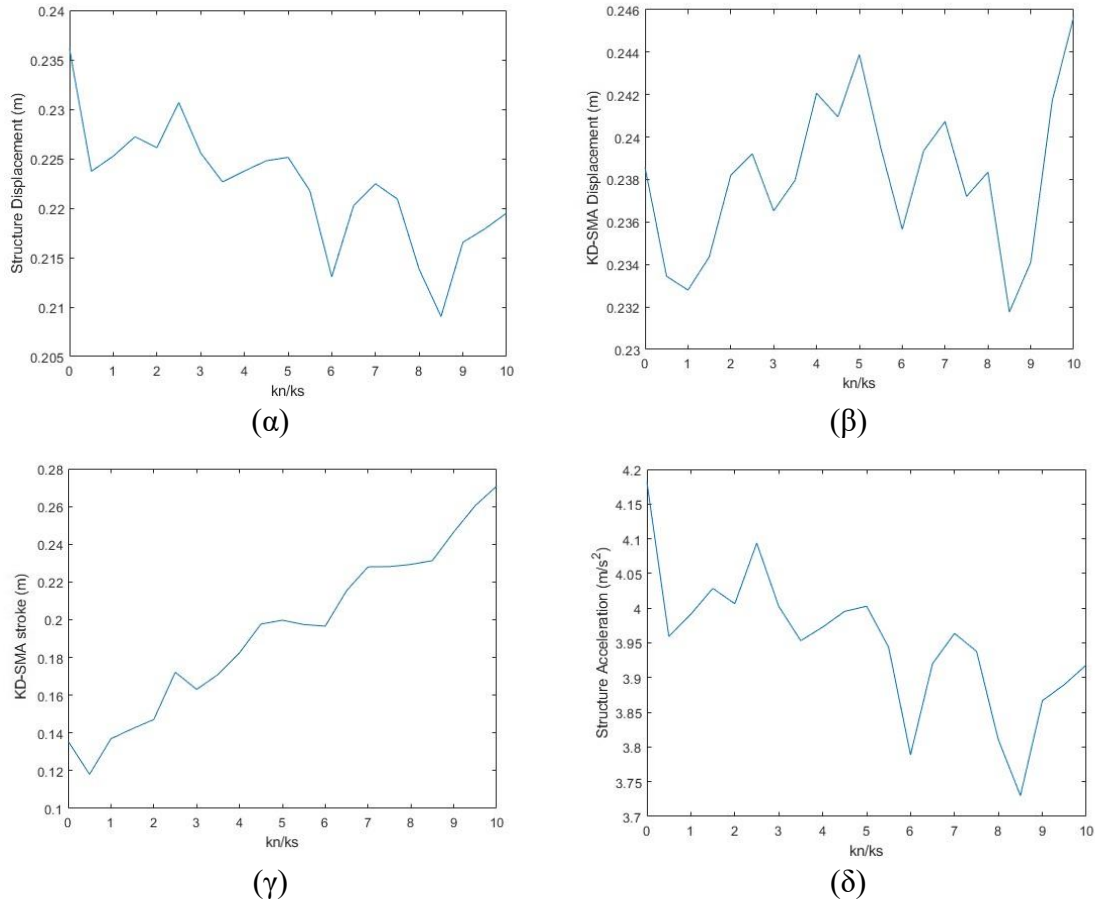 0.24
0.235
0.23
0.225
0.22
0.215
0.21
0.205
Structure Displacement (m)
0 1 2 3 4 5 6 7 8 9 10
kn/ks
(α)
0.246
0.244
0.242
0.24
0.238
0.236
0.234
0.232
0.23
KD-SMA Displacement (m)
0 1 2 3 4 5 6 7 8 9 10
kn/ks
(β)
0.28
0.26
0.24
0.22
0.2
0.18
0.16
0.14
0.12
0.1
KD-SMA stroke (m)
0 1 2 3 4 5 6 7 8 9 10
kn/ks
(γ)
4.2
4.15
4.1
4.05
4
3.95
3.9
3.85
3.8
3.75
3.7
Structure Acceleration (m/s²)
0 1 2 3 4 5 6 7 8 9 10
kn/ks
(δ)